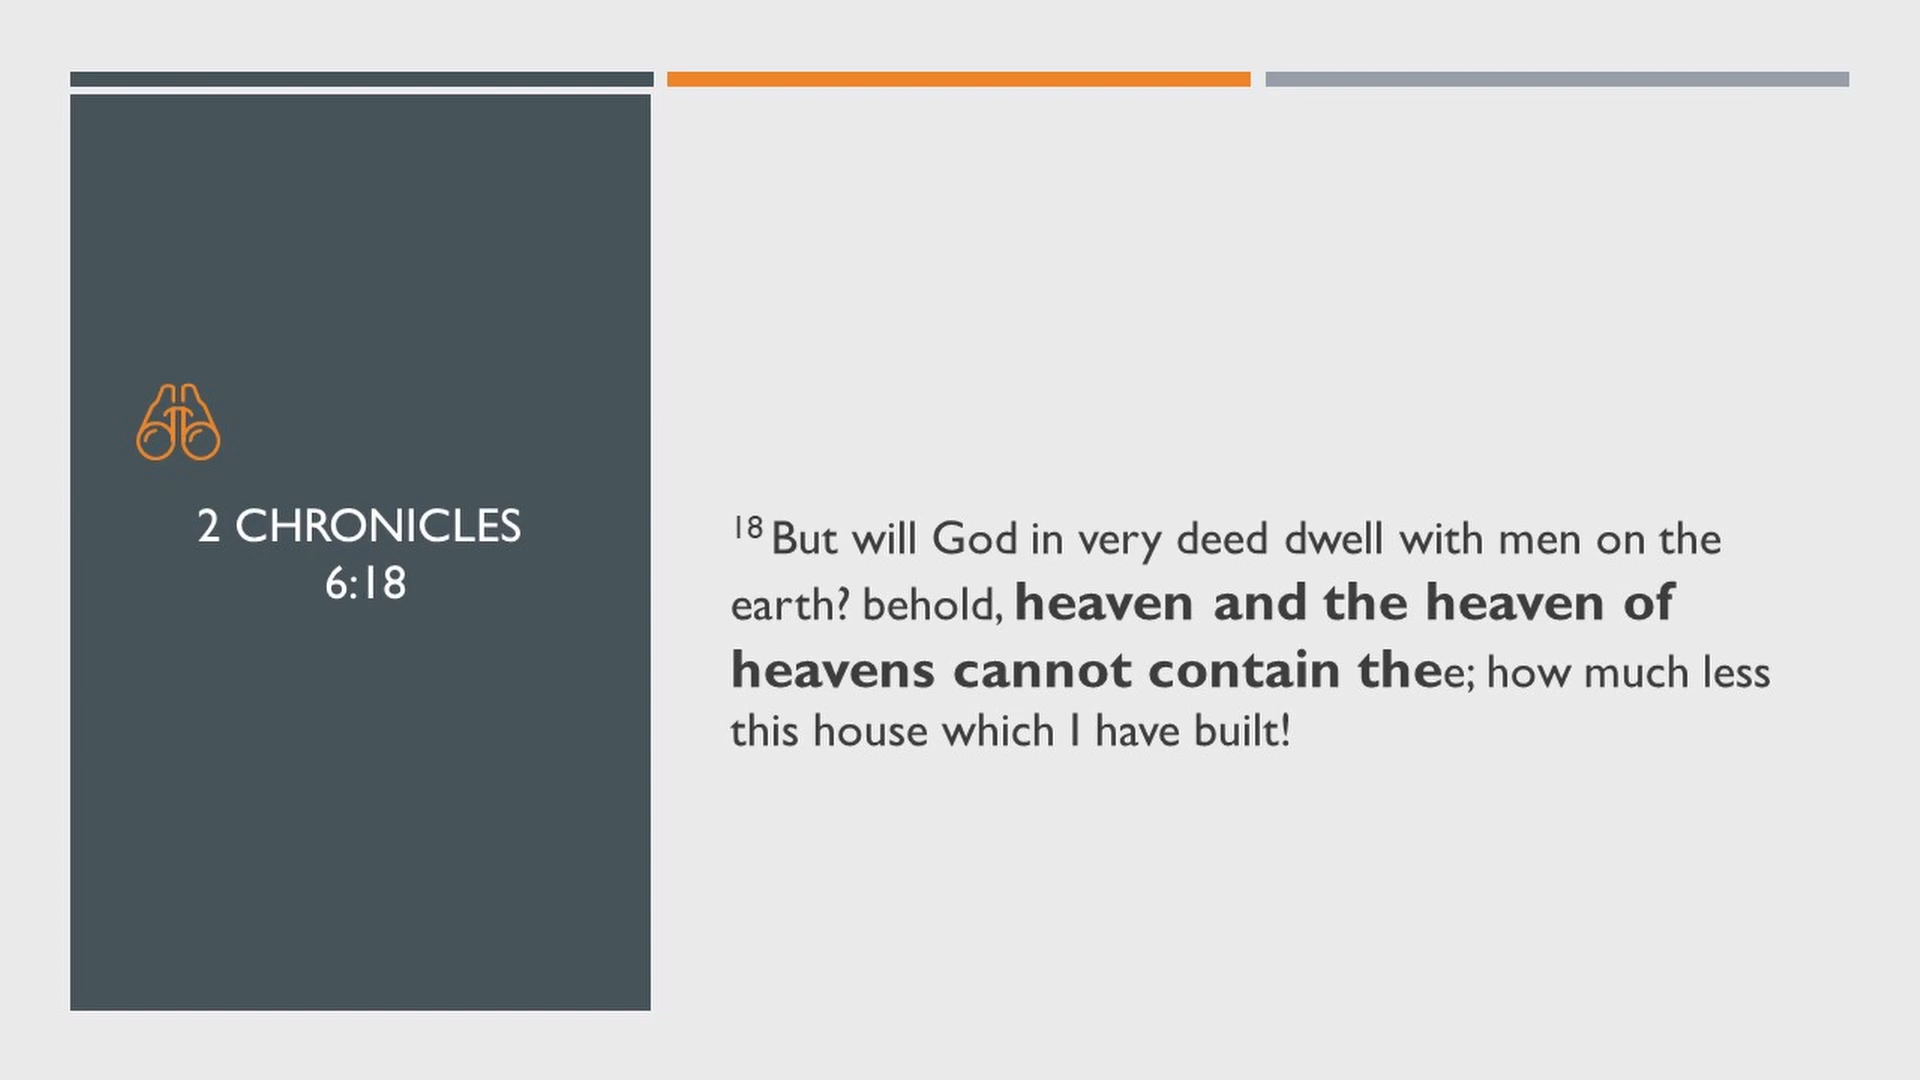 2 CHRONICLES
6:18
18 But will God in very deed dwell with men on the
earth? behold, heaven and the heaven of
heavens cannot contain thee; how much less
this house which I have built!